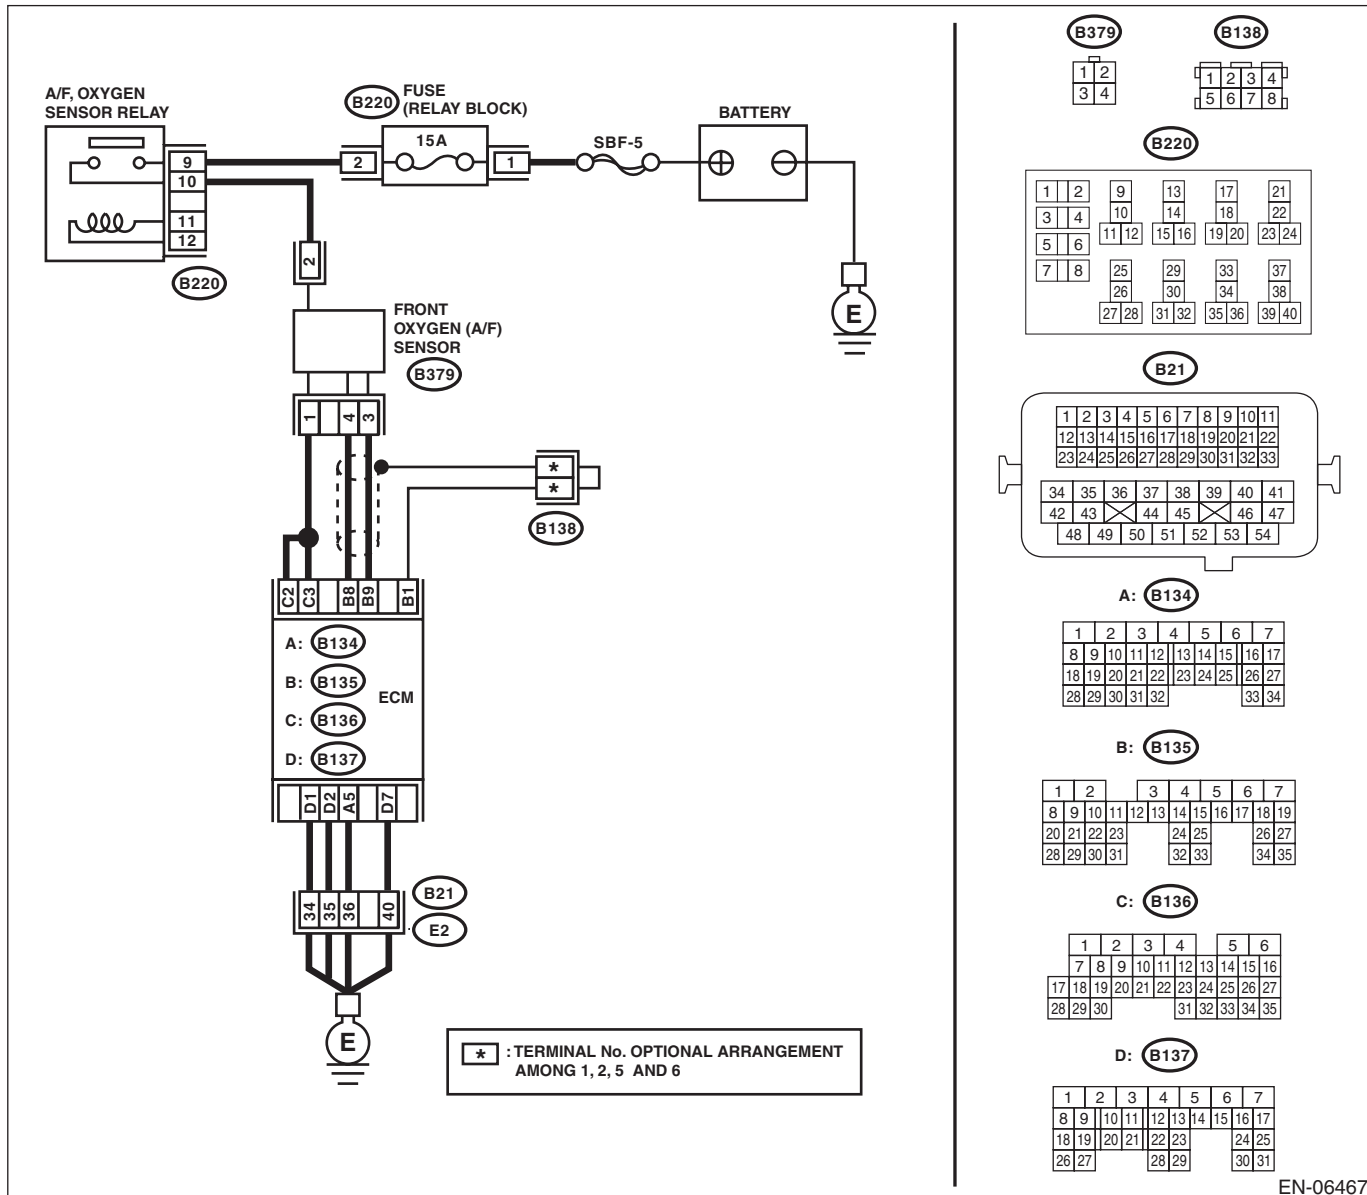 A/F, OXYGEN
SENSOR RELAY
9
10
11
12
B220
B220
FUSE
(RELAY BLOCK)
15A
2
1
SBF-5
BATTERY
E
2
FRONT
OXYGEN (A/F)
SENSOR
B379
1 4 3
*
*
B138
C2 C3 B8 B9 B1
A: B134
B: B135
C: B136
D: B137
ECM
D1 D2 A5 D7
34 35 36 40
B21
E2
E
* : TERMINAL No. OPTIONAL ARRANGEMENT
AMONG 1, 2, 5 AND 6
B379
1 2
3 4
B138
1 2 3 4
5 6 7 8
B220
1 2 9 13 17 21
3 4 10 14 18 22
11 12 15 16 19 20 23 24
5 6
7 8 25 29 33 37
26 30 34 38
27 28 31 32 35 36 39 40
B21
1 2 3 4 5 6 7 8 9 10 11
12 13 14 15 16 17 18 19 20 21 22
23 24 25 26 27 28 29 30 31 32 33
34 35 36 37 38 39 40 41
42 43 44 45 46 47
48 49 50 51 52 53 54
A: B134
1 2 3 4 5 6 7
8 9 10 11 12 13 14 15 16 17
18 19 20 21 22 23 24 25 26 27
28 29 30 31 32 33 34
B: B135
1 2 3 4 5 6 7
8 9 10 11 12 13 14 15 16 17 18 19
20 21 22 23 24 25 26 27
28 29 30 31 32 33 34 35
C: B136
1 2 3 4 5 6
7 8 9 10 11 12 13 14 15 16
17 18 19 20 21 22 23 24 25 26 27
28 29 30 31 32 33 34 35
D: B137
1 2 3 4 5 6 7
8 9 10 11 12 13 14 15 16 17
18 19 20 21 22 23 24 25
26 27 28 29 30 31
EN-06467